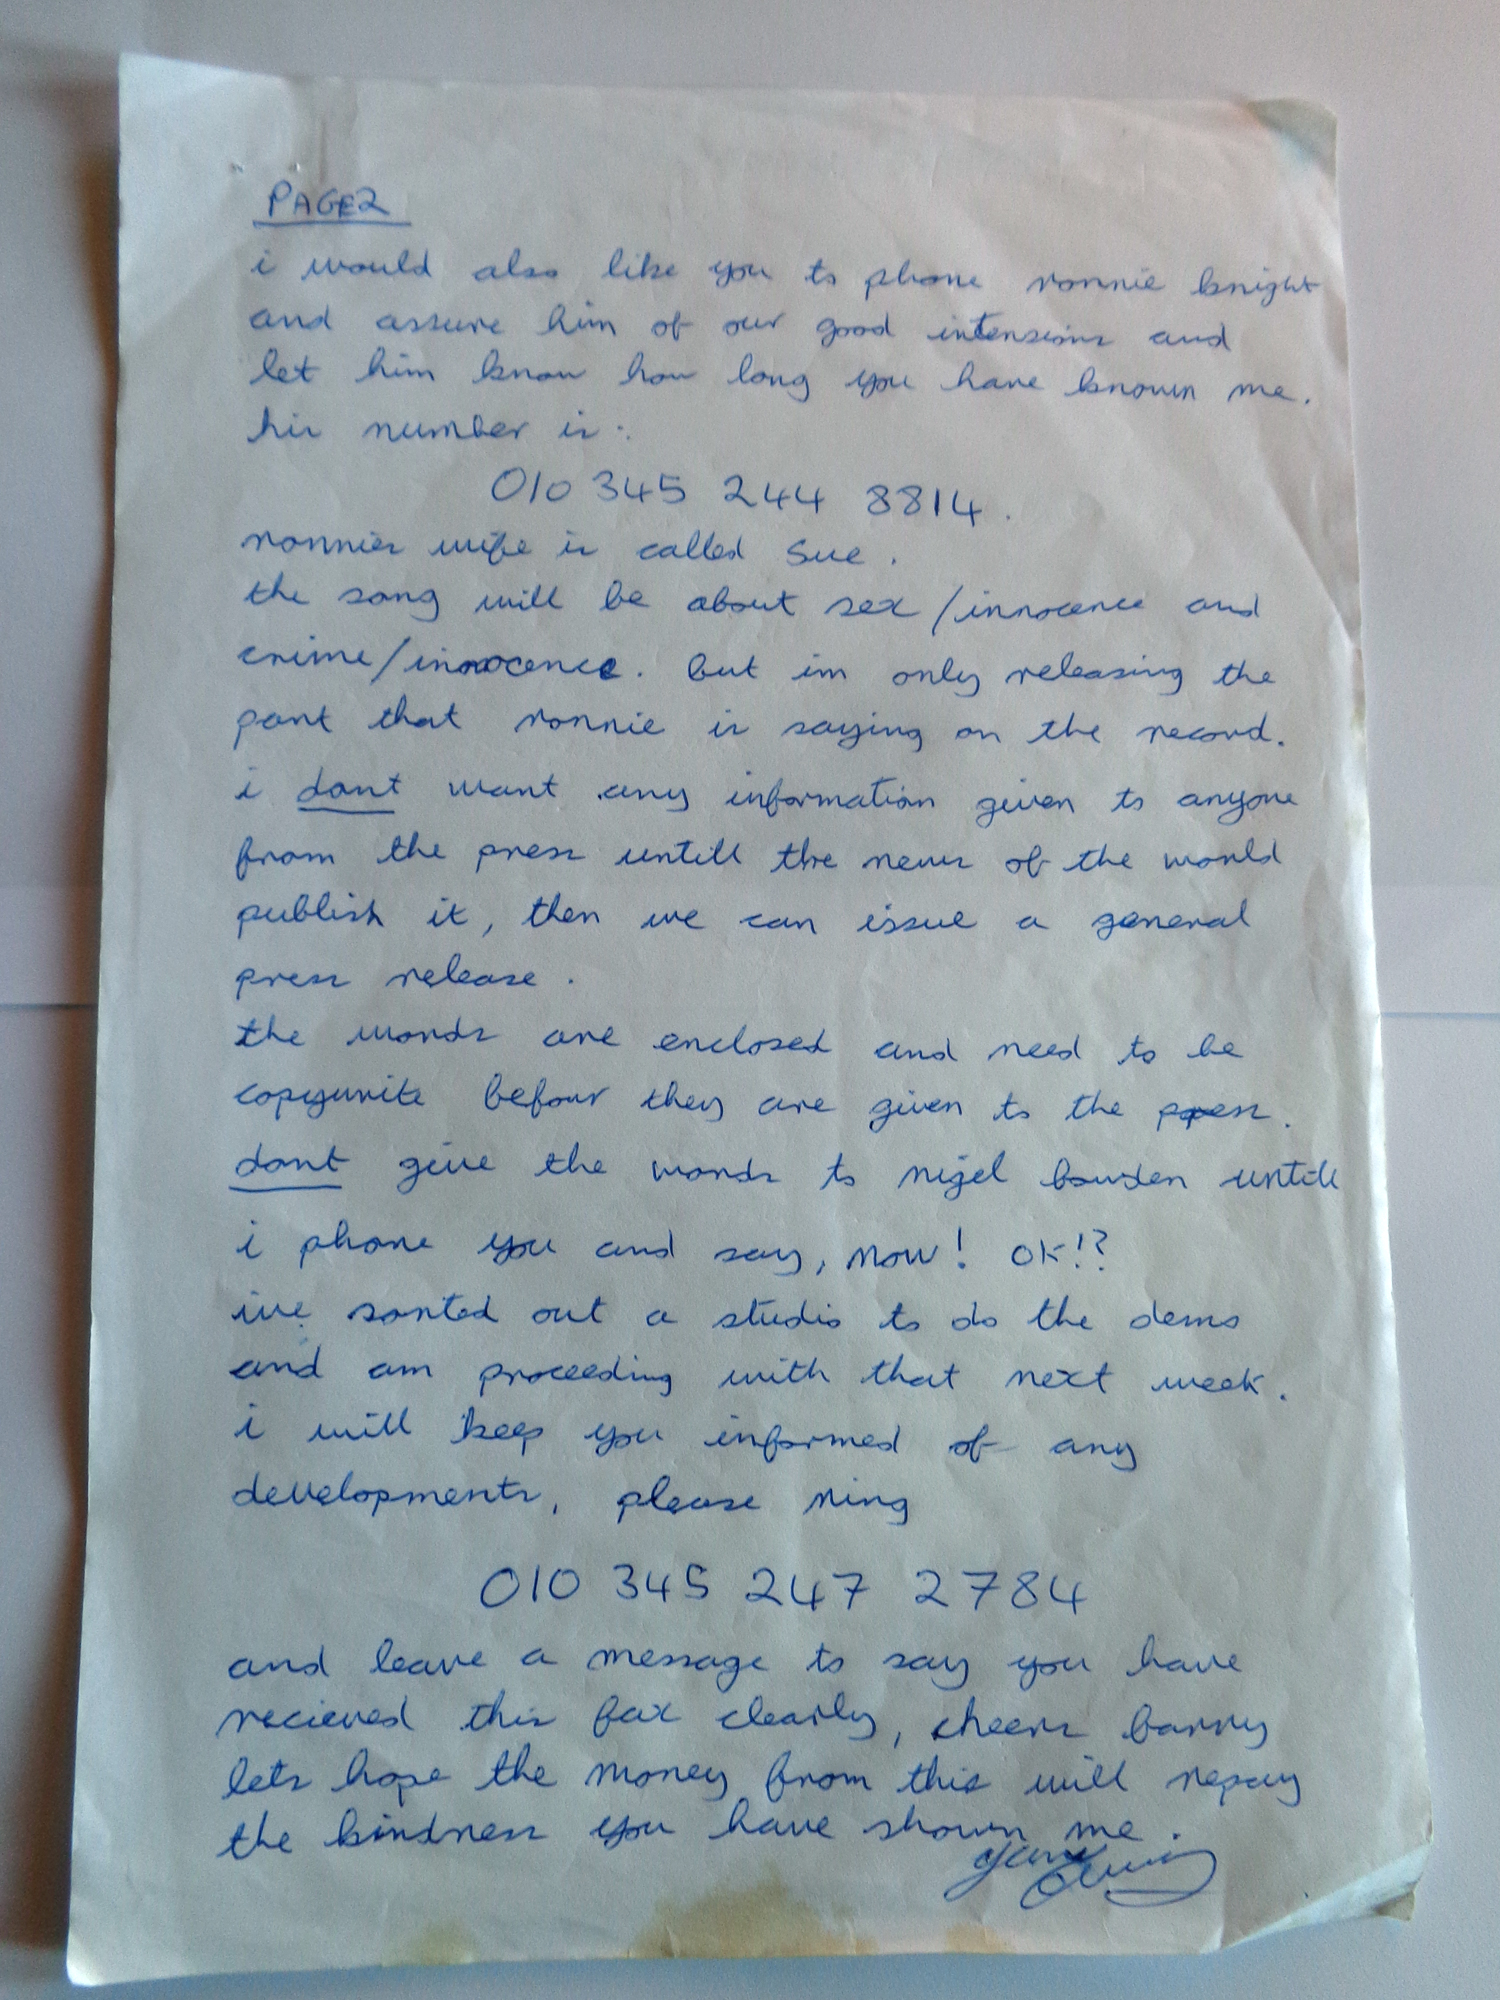 PAGE2
i would also like you to phone ronnie knight
and assure him of our good intensions and
let him know how long you have known me.
his number is:
010 345 244 8814.
ronnies wife is called Sue.
the song will be about sex/innocence and
crime/innocence. but im only releasing the
part that ronnie is saying on the record.
i dont want any information given to anyone
from the press untill the news of the world
publish it, then we can issue a general
press release.
the words are enclosed and need to be
copywrite befour they are given to the press.
dont give the words to nigel bowden untill
i phone you and say, now! OK!?
ive sorted out a studio to do the demo
and am proceeding with that next week.
i will keep you informed of any
developments, please ring
010 345 247 2784
and leave a message to say you have
recieved this fax clearly, cheers barry
lets hope the money from this will repay
the kindness you have shown me.